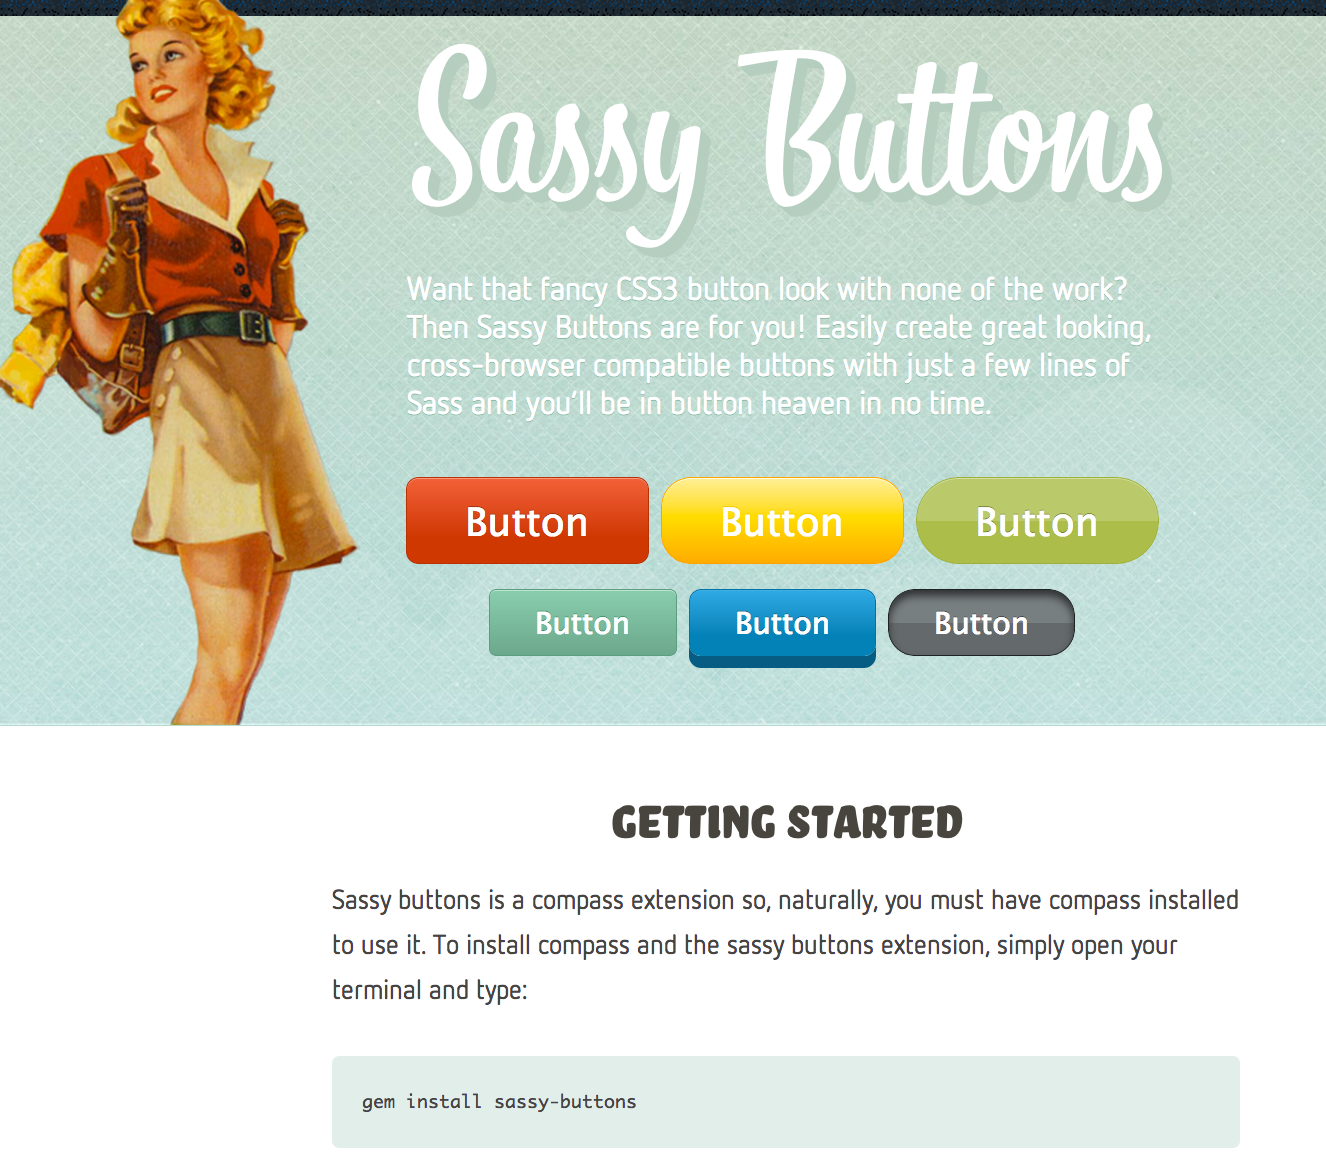 Sassy Buttons
Want that fancy CSS3 button look with none of the work?
Then Sassy Buttons are for you! Easily create great looking,
cross-browser compatible buttons with just a few lines of
Sass and you’ll be in button heaven in no time.
Button Button Button
Button Button Button
GETTING STARTED
Sassy buttons is a compass extension so, naturally, you must have compass installed
to use it. To install compass and the sassy buttons extension, simply open your
terminal and type:
gem install sassy-buttons